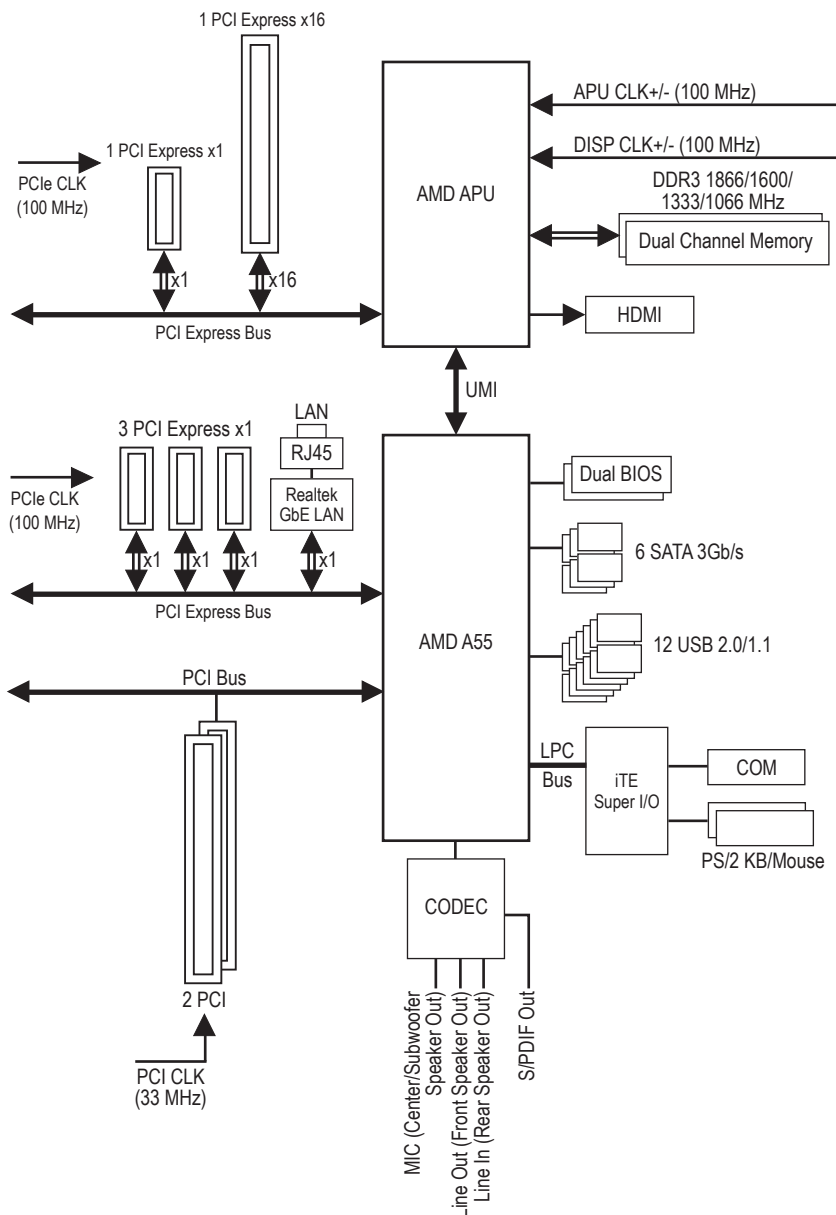 1 PCI Express x16
1 PCI Express x1
PCIe CLK
(100 MHz)
x1
x16
PCI Express Bus
AMD APU
APU CLK+/- (100 MHz)
DISP CLK+/- (100 MHz)
DDR3 1866/1600/
1333/1066 MHz
Dual Channel Memory
HDMI
UMI
3 PCI Express x1
LAN
RJ45
Realtek
GbE LAN
PCIe CLK
(100 MHz)
x1
x1
x1
x1
PCI Express Bus
AMD A55
Dual BIOS
6 SATA 3Gb/s
12 USB 2.0/1.1
PCI Bus
LPC
Bus
iTE
Super I/O
COM
PS/2 KB/Mouse
CODEC
2 PCI
PCI CLK
(33 MHz)
MIC (Center/Subwoofer
Speaker Out)
Line Out (Front Speaker Out)
Line In (Rear Speaker Out)
S/PDIF Out